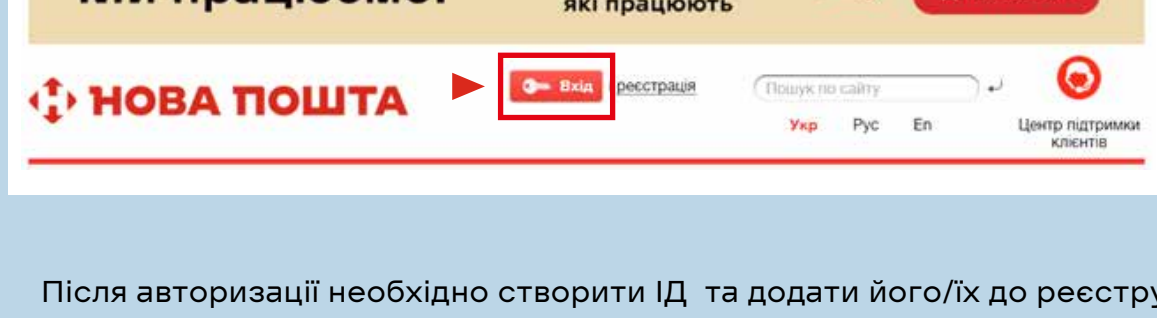 які працюють
НОВА ПОШТА
Вхід реєстрація
Пошук по сайту
Укр Рус En
Центр підтримки
клієнтів
Після авторизації необхідно створити ІД та додати його/їх до реєстру